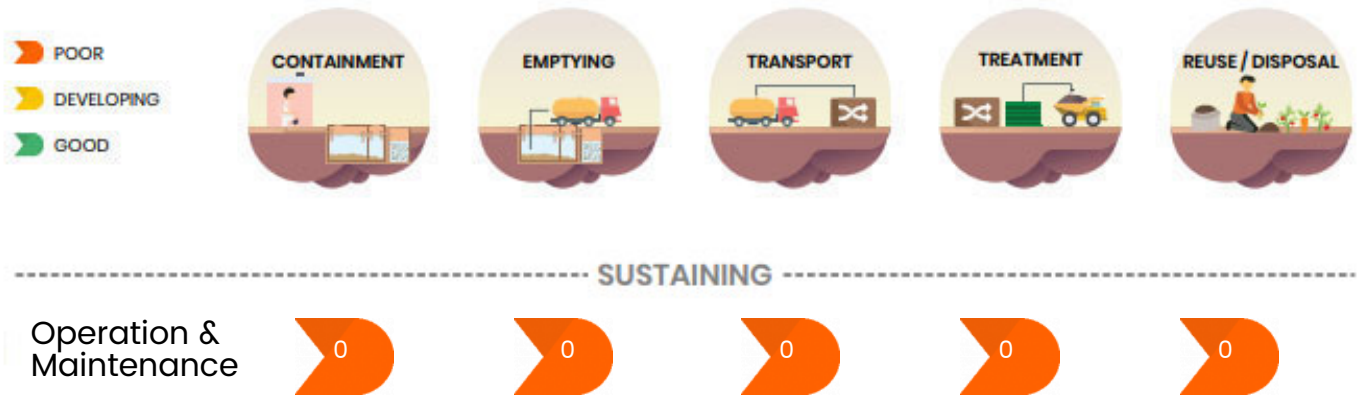 POOR
DEVELOPING
GOOD
CONTAINMENT
EMPTYING
TRANSPORT
TREATMENT
REUSE / DISPOSAL
SUSTAINING
Operation &
Maintenance
0 0 0 0 0